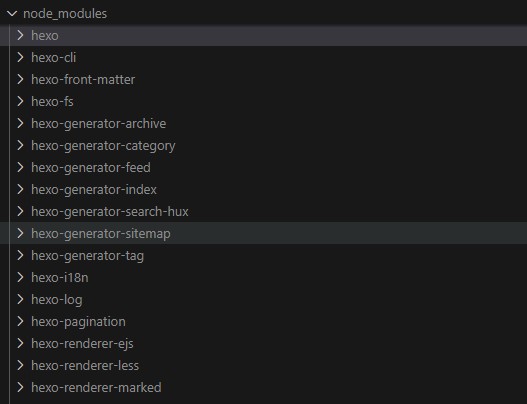 node_modules
hexo
hexo-cli
hexo-front-matter
hexo-fs
hexo-generator-archive
hexo-generator-category
hexo-generator-feed
hexo-generator-index
hexo-generator-search-hux
hexo-generator-sitemap
hexo-generator-tag
hexo-i18n
hexo-log
hexo-pagination
hexo-renderer-ejs
hexo-renderer-less
hexo-renderer-marked